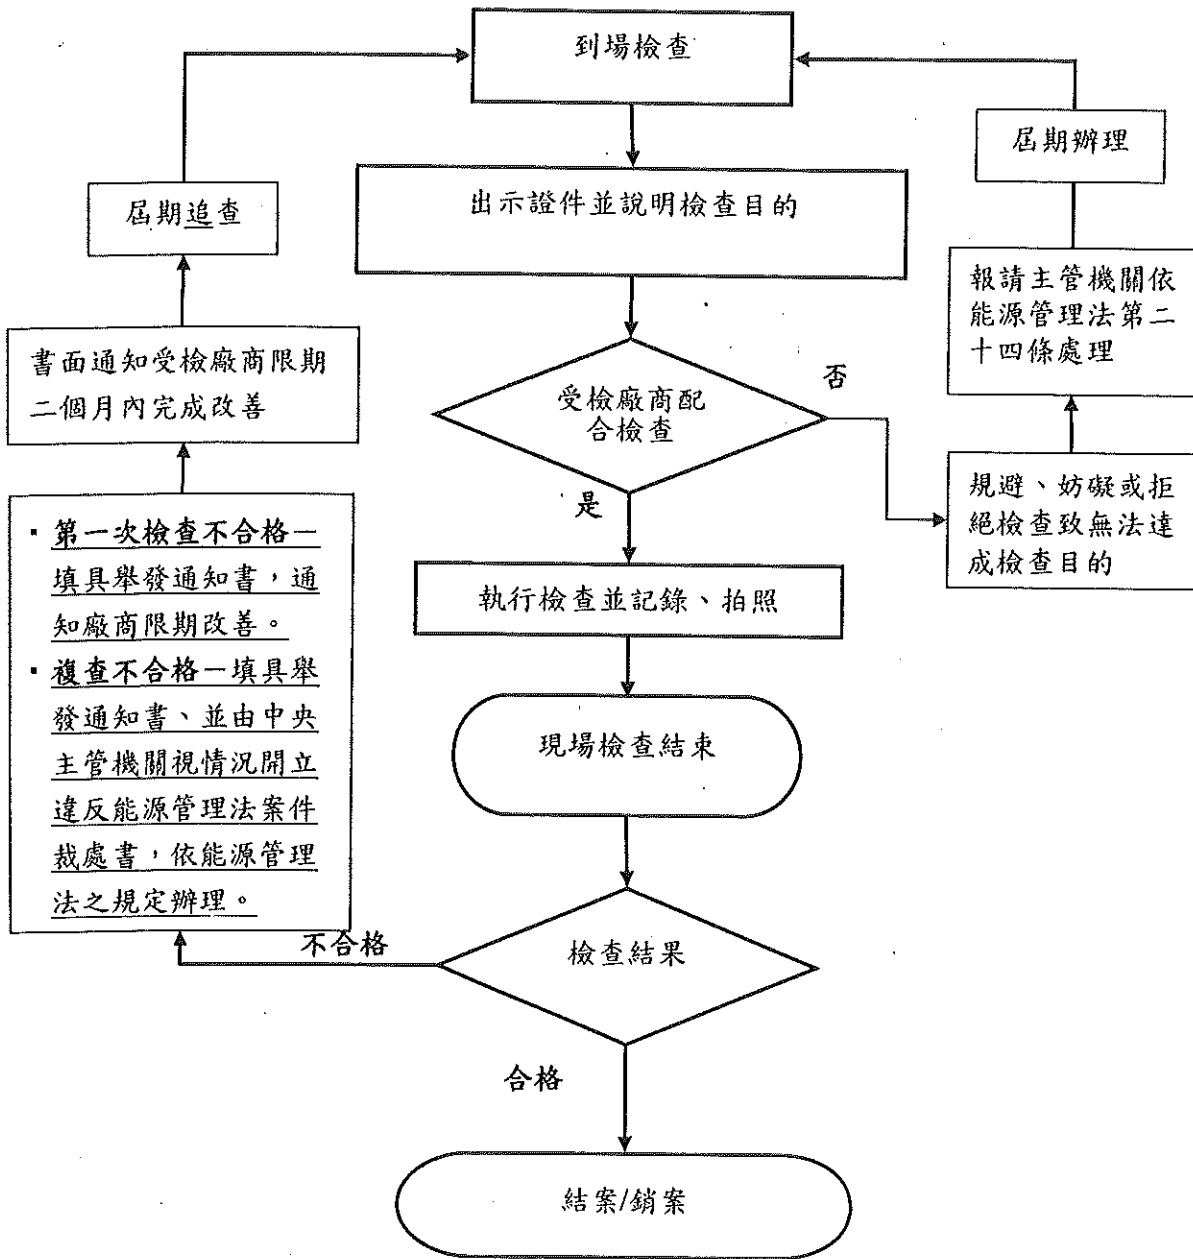 到場檢查
屆期辦理
出示證件並說明檢查目的
屆期追查
報請主管機關依
能源管理法第二
十四條處理
書面通知受檢廠商限期
二個月內完成改善
否
受檢廠商配
合檢查
是
規避、妨礙或拒
絕檢查致無法達
成檢查目的
▪ 第一次檢查不合格－
填具舉發通知書，通
知廠商限期改善。
▪ 複查不合格－填具舉
發通知書、並由中央
主管機關視情況開立
違反能源管理法案件
裁處書，依能源管理
法之規定辦理。
執行檢查並記錄、拍照
現場檢查結束
不合格
檢查結果
合格
結案/銷案